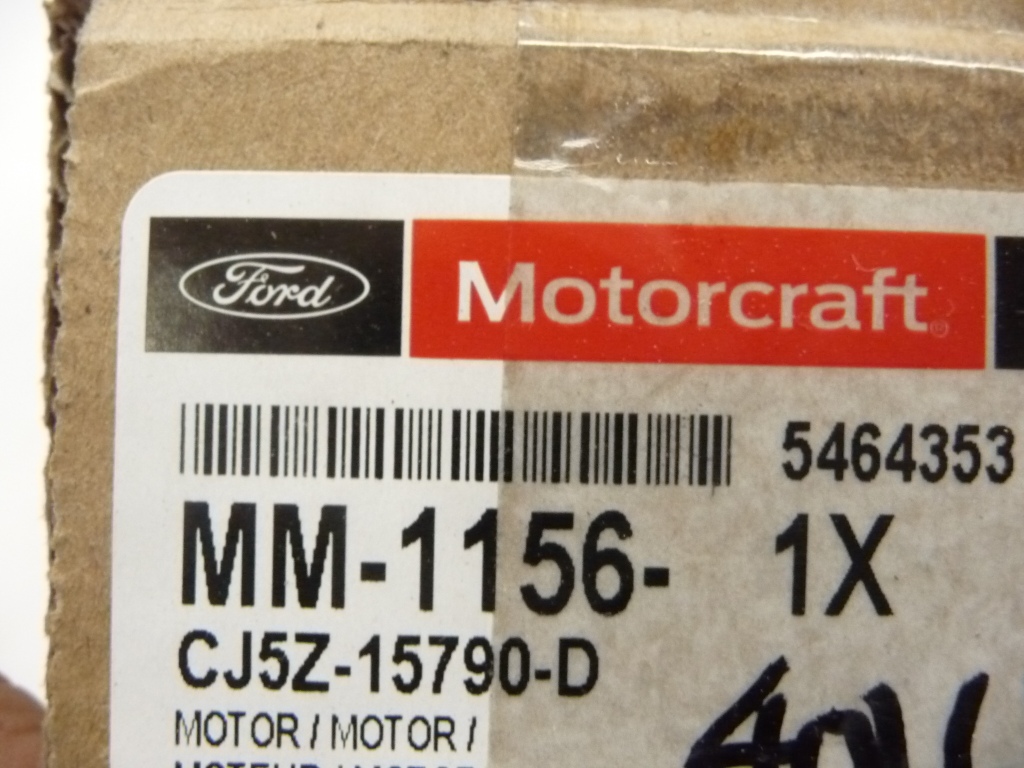 Ford Motorcraft®
5464353
MM-1156- 1X
CJ5Z-15790-D
MOTOR / MOTOR /